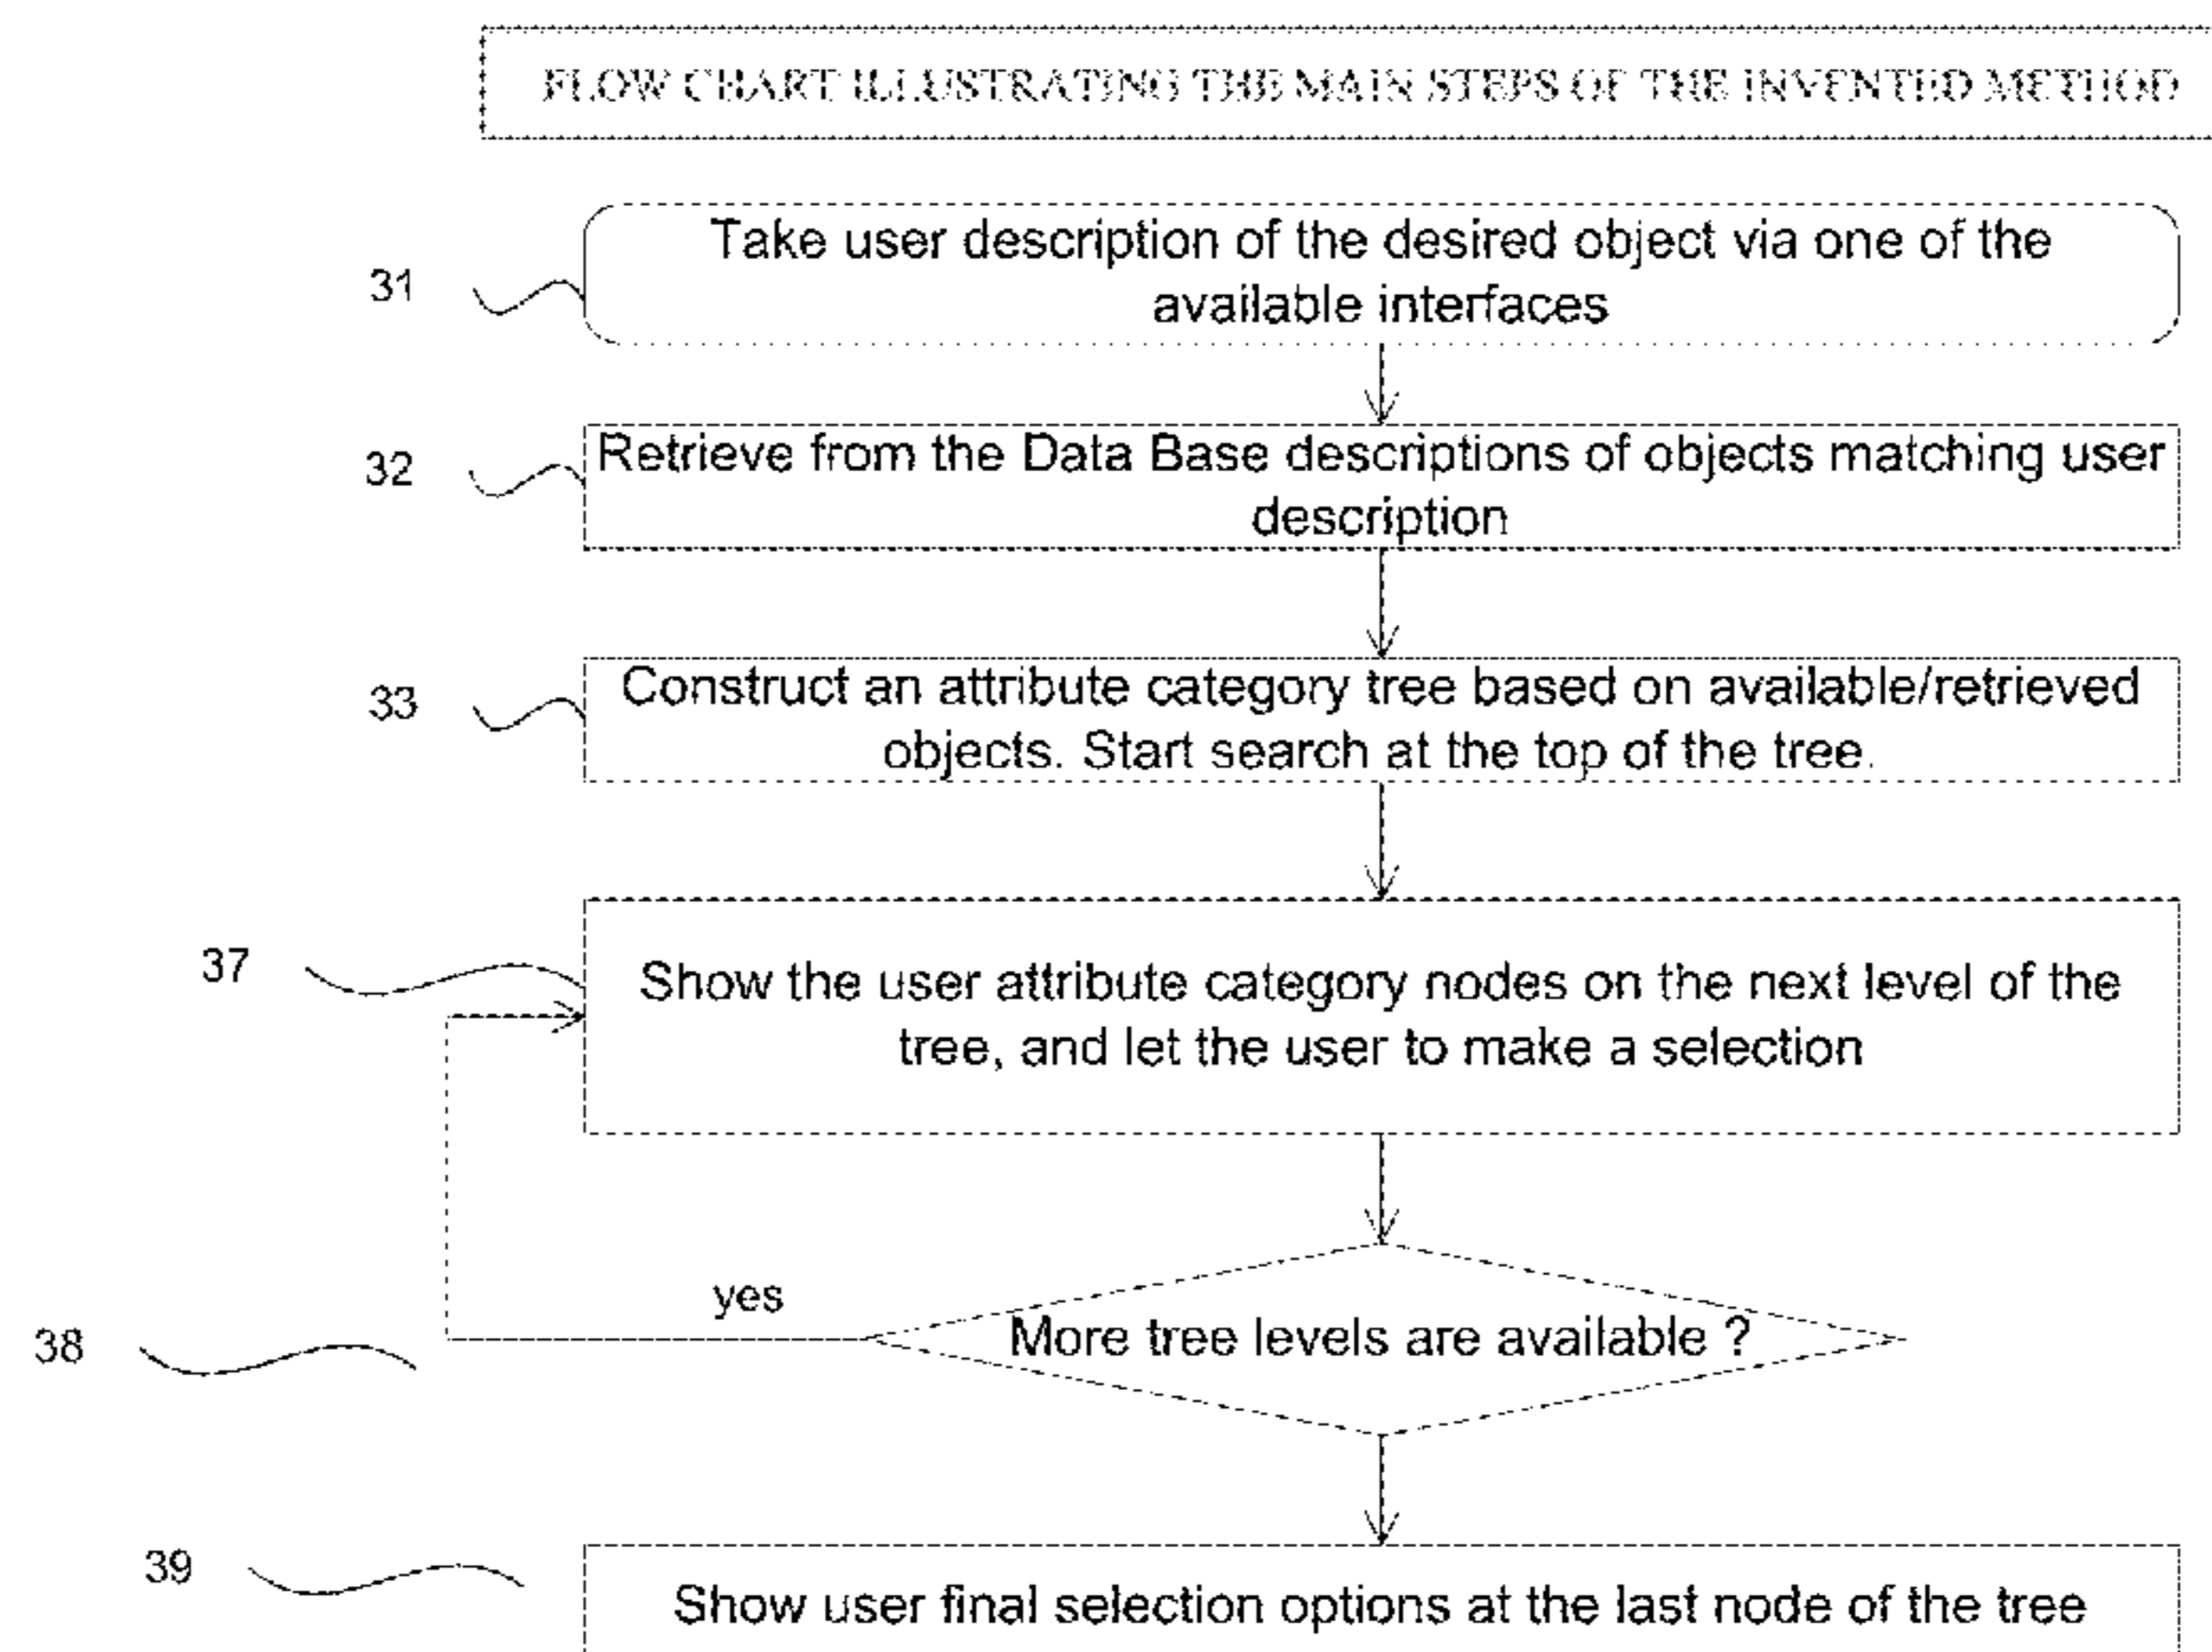 FLOW CHART ILLUSTRATING THE MAIN STEPS OF THE INVENTED METHOD
31
Take user description of the desired object via one of the
available interfaces
32
Retrieve from the Data Base descriptions of objects matching user
description
33
Construct an attribute category tree based on available/retrieved
objects. Start search at the top of the tree.
37
Show the user attribute category nodes on the next level of the
tree, and let the user to make a selection
yes
38
More tree levels are available ?
39
Show user final selection options at the last node of the tree